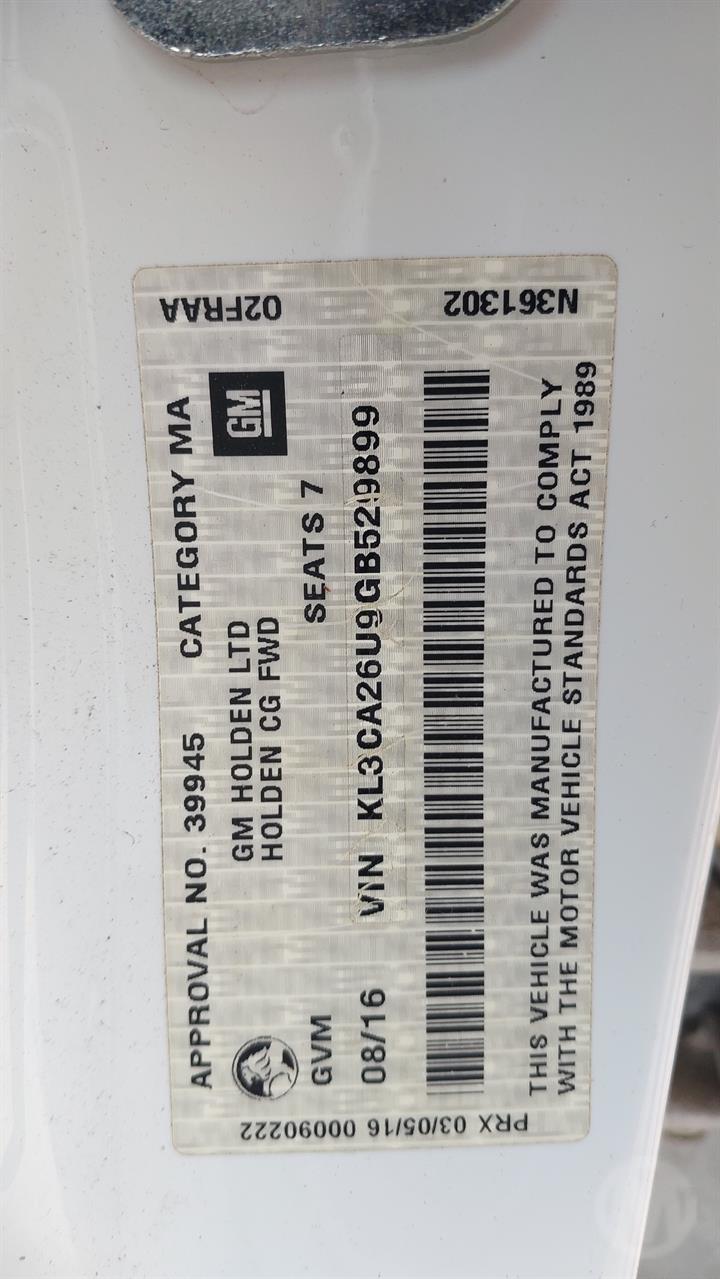 APPROVAL NO. 39945 CATEGORY MA
GM HOLDEN LTD
HOLDEN CG FWD
GM
GVM SEATS 7
08/16 VIN KL3CA26U9GB529899
THIS VEHICLE WAS MANUFACTURED TO COMPLY
WITH THE MOTOR VEHICLE STANDARDS ACT 1989
02FRAA
N361302
PRX 03/05/16 00090222